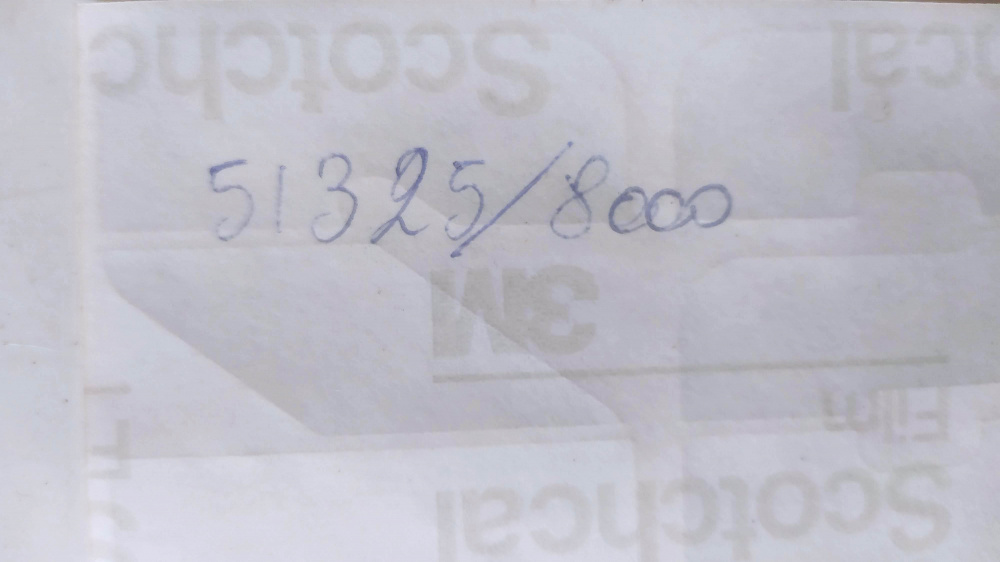 Scotchc
cal
51325/8000
3M
Film
Scotchcal